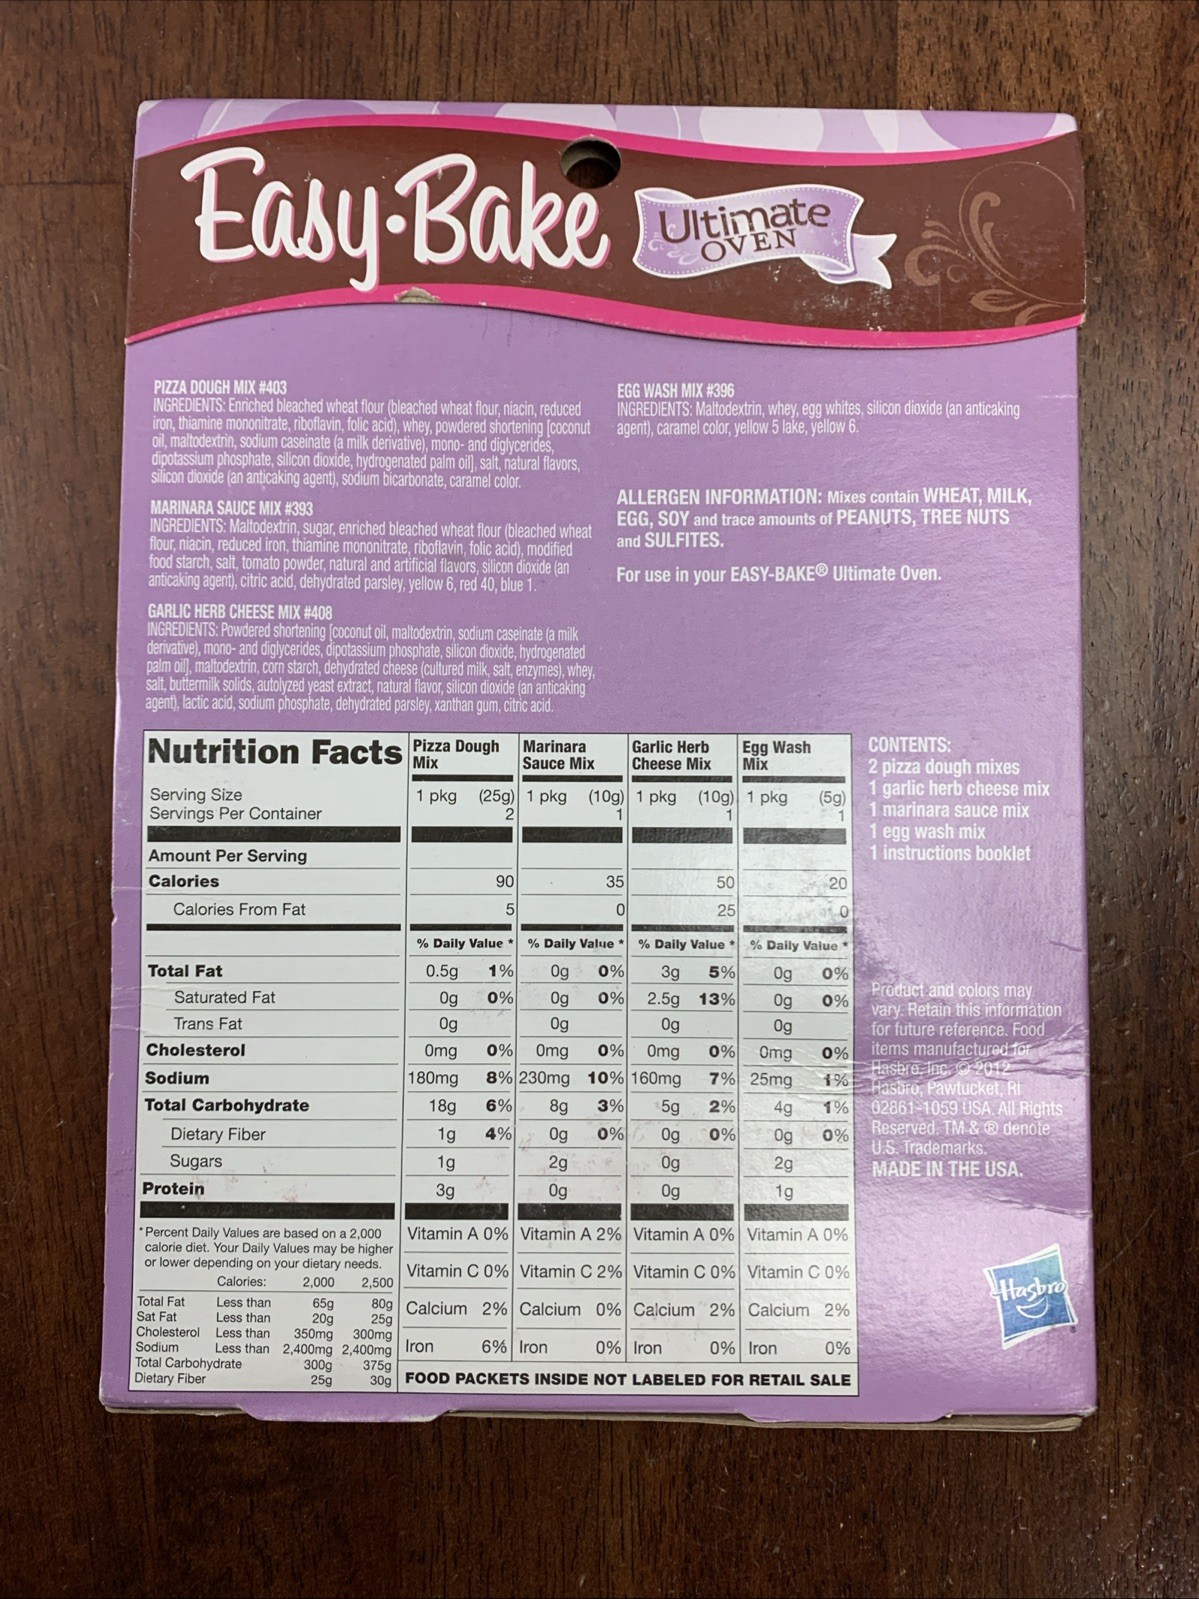 Easy·Bake
Ultimate
OVEN
PIZZA DOUGH MIX #403
INGREDIENTS: Enriched bleached wheat flour (bleached wheat flour, niacin, reduced
iron, thiamine mononitrate, riboflavin, folic acid), whey, powdered shortening [coconut
oil, maltodextrin, sodium caseinate (a milk derivative), mono- and diglycerides,
dipotassium phosphate, silicon dioxide, hydrogenated palm oil], salt, natural flavors,
silicon dioxide (an anticaking agent), sodium bicarbonate, caramel color.
MARINARA SAUCE MIX #393
INGREDIENTS: Maltodextrin, sugar, enriched bleached wheat flour (bleached wheat
flour, niacin, reduced iron, thiamine mononitrate, riboflavin, folic acid), modified
food starch, salt, tomato powder, natural and artificial flavors, silicon dioxide (an
anticaking agent), citric acid, dehydrated parsley, yellow 6, red 40, blue 1.
GARLIC HERB CHEESE MIX #408
INGREDIENTS: Powdered shortening [coconut oil, maltodextrin, sodium caseinate (a milk
derivative), mono- and diglycerides, dipotassium phosphate, silicon dioxide, hydrogenated
palm oil], maltodextrin, corn starch, dehydrated cheese (cultured milk, salt, enzymes), whey,
salt, buttermilk solids, autolyzed yeast extract, natural flavor, silicon dioxide (an anticaking
agent), lactic acid, sodium phosphate, dehydrated parsley, xanthan gum, citric acid.
EGG WASH MIX #396
INGREDIENTS: Maltodextrin, whey, egg whites, silicon dioxide (an anticaking
agent), caramel color, yellow 5 lake, yellow 6.
ALLERGEN INFORMATION: Mixes contain WHEAT, MILK,
EGG, SOY and trace amounts of PEANUTS, TREE NUTS
and SULFITES.
For use in your EASY-BAKE® Ultimate Oven.
Nutrition Facts Pizza Dough Mix Marinara Sauce Mix Garlic Herb Cheese Mix Egg Wash Mix
Serving Size 1 pkg (25g) 1 pkg (10g) 1 pkg (10g) 1 pkg (5g)
Servings Per Container 2 1 1 1
Amount Per Serving
Calories 90 35 50 20
Calories From Fat 5 0 25 0
% Daily Value * % Daily Value * % Daily Value * % Daily Value *
Total Fat 0.5g 1% 0g 0% 3g 5% 0g 0%
Saturated Fat 0g 0% 0g 0% 2.5g 13% 0g 0%
Trans Fat 0g 0g 0g 0g
Cholesterol 0mg 0% 0mg 0% 0mg 0% 0mg 0%
Sodium 180mg 8% 230mg 10% 160mg 7% 25mg 1%
Total Carbohydrate 18g 6% 8g 3% 5g 2% 4g 1%
Dietary Fiber 1g 4% 0g 0% 0g 0% 0g 0%
Sugars 1g 2g 0g 2g
Protein 3g 0g 0g 1g
Vitamin A 0% Vitamin A 2% Vitamin A 0% Vitamin A 0%
Vitamin C 0% Vitamin C 2% Vitamin C 0% Vitamin C 0%
Calcium 2% Calcium 0% Calcium 2% Calcium 2%
Iron 6% Iron 0% Iron 0% Iron 0%
FOOD PACKETS INSIDE NOT LABELED FOR RETAIL SALE
*Percent Daily Values are based on a 2,000
calorie diet. Your Daily Values may be higher
or lower depending on your dietary needs.
Calories: 2,000 2,500
Total Fat Less than 65g 80g
Sat Fat Less than 20g 25g
Cholesterol Less than 350mg 300mg
Sodium Less than 2,400mg 2,400mg
Total Carbohydrate 300g 375g
Dietary Fiber 25g 30g
CONTENTS:
2 pizza dough mixes
1 garlic herb cheese mix
1 marinara sauce mix
1 egg wash mix
1 instructions booklet
Product and colors may
vary. Retain this information
for future reference. Food
items manufactured for
Hasbro, Inc. © 2012
Hasbro, Pawtucket, RI
02861-1059 USA. All Rights
Reserved. TM & ® denote
U.S. Trademarks.
MADE IN THE USA.
Hasbro